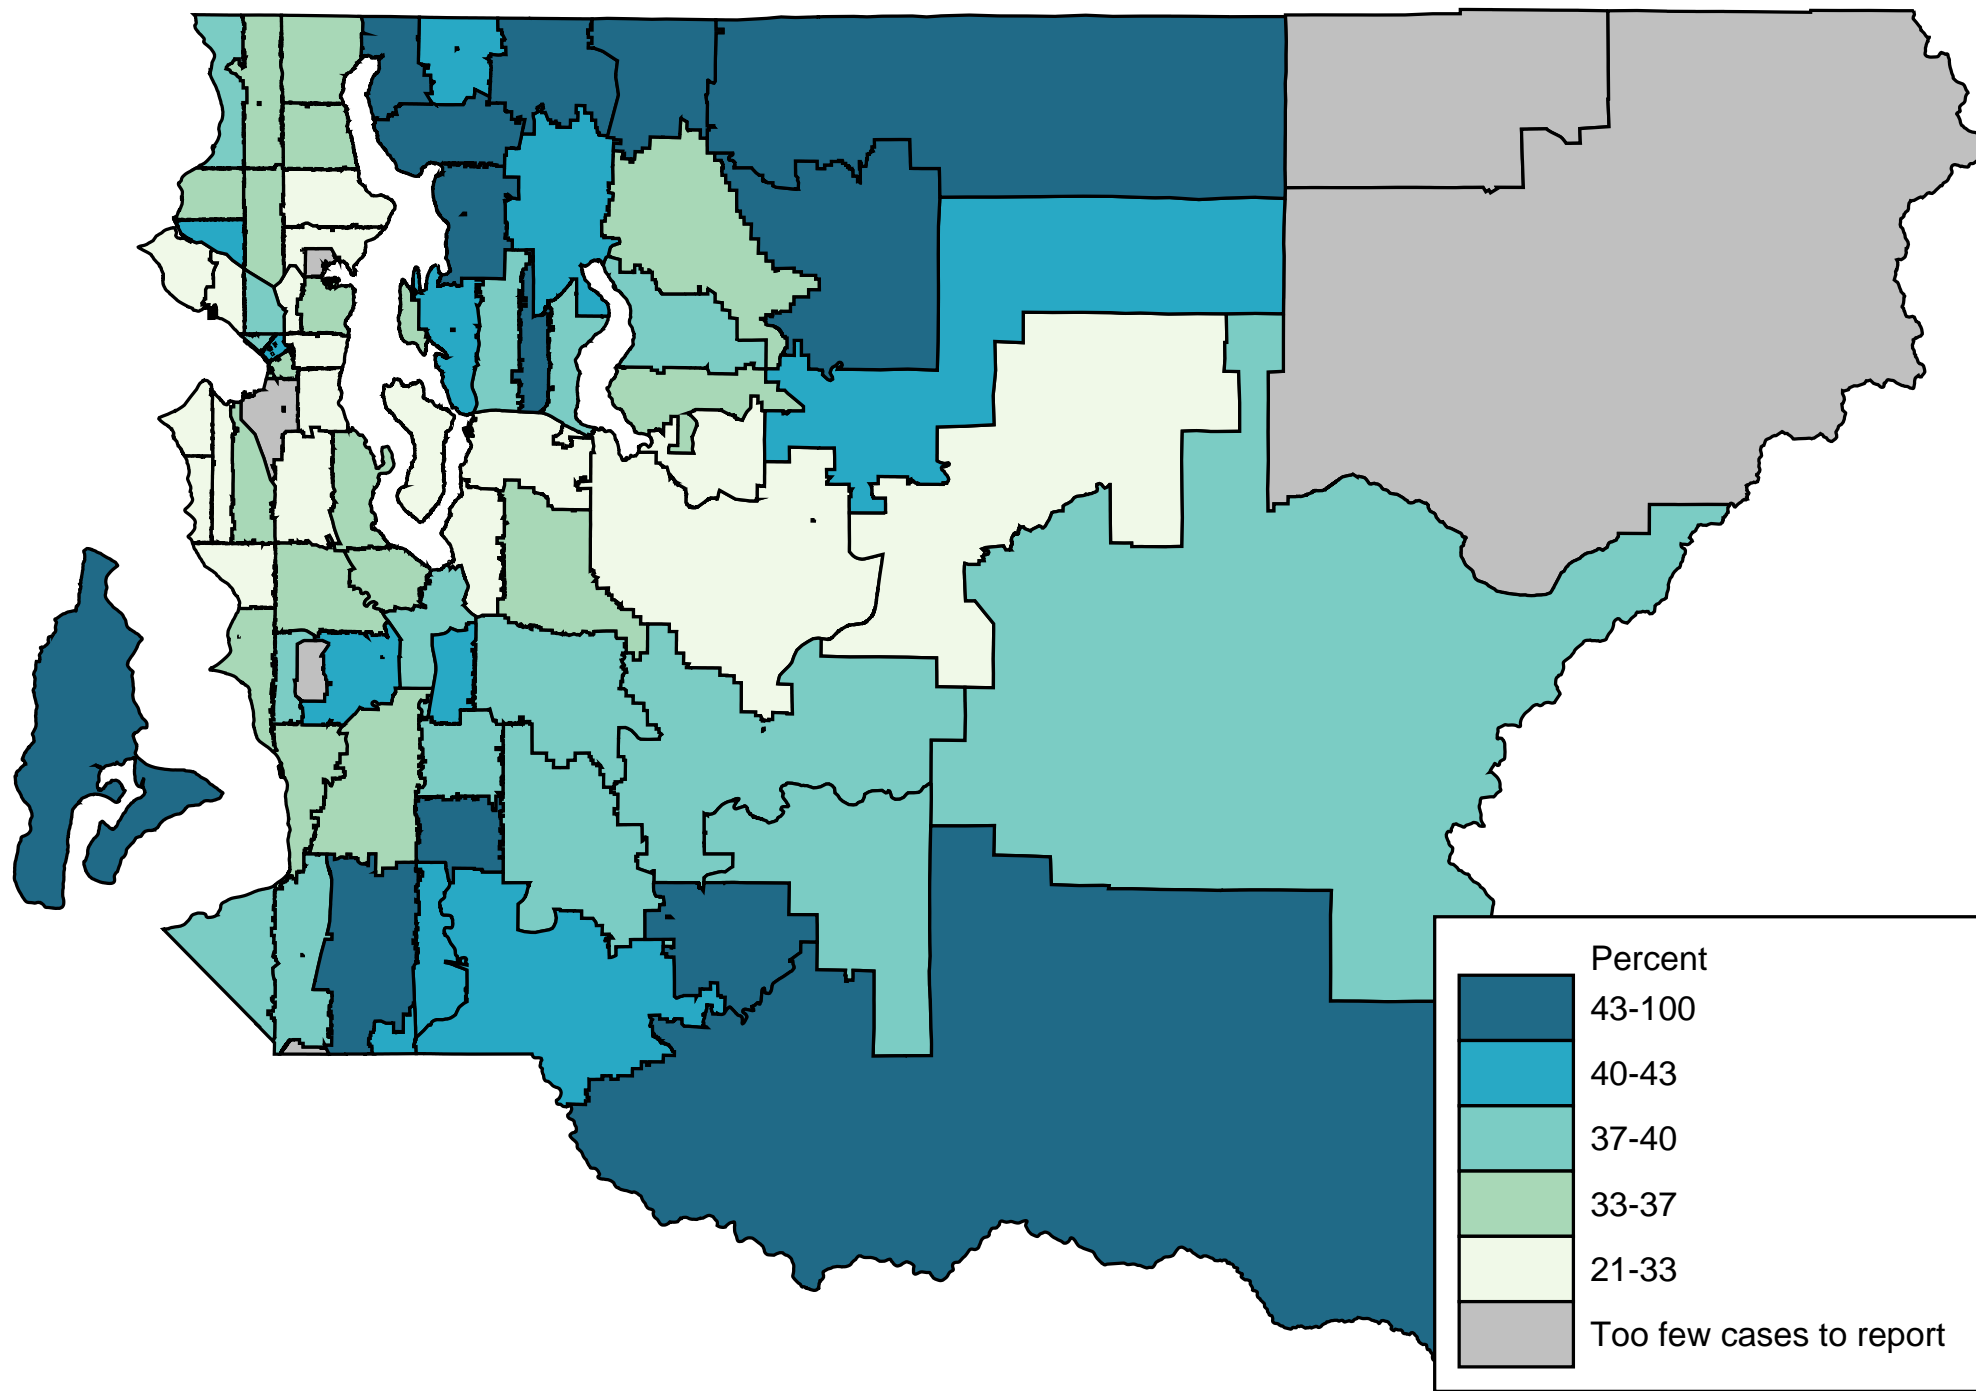 Percent
43-100
40-43
37-40
33-37
21-33
Too few cases to report